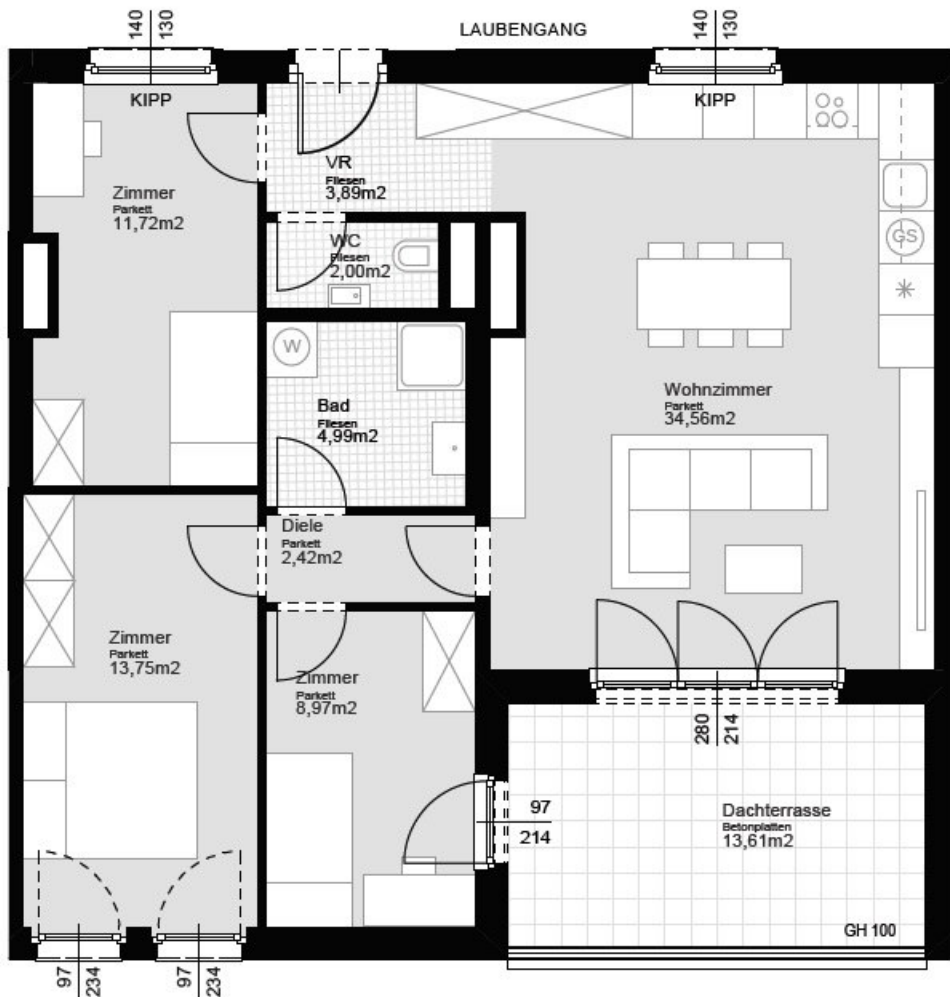 140
130
LAUBENGANG
140
130
KIPP
KIPP
VR
Fliesen
3,89m2
Zimmer
Parkett
11,72m2
WC
Fliesen
2,00m2
GS
W
Bad
Fliesen
4,99m2
Wohnzimmer
Parkett
34,56m2
Diele
Parkett
2,42m2
Zimmer
Parkett
13,75m2
Zimmer
Parkett
8,97m2
280
214
97
214
Dachterrasse
Betonplatten
13,61m2
GH 100
97
234
97
234